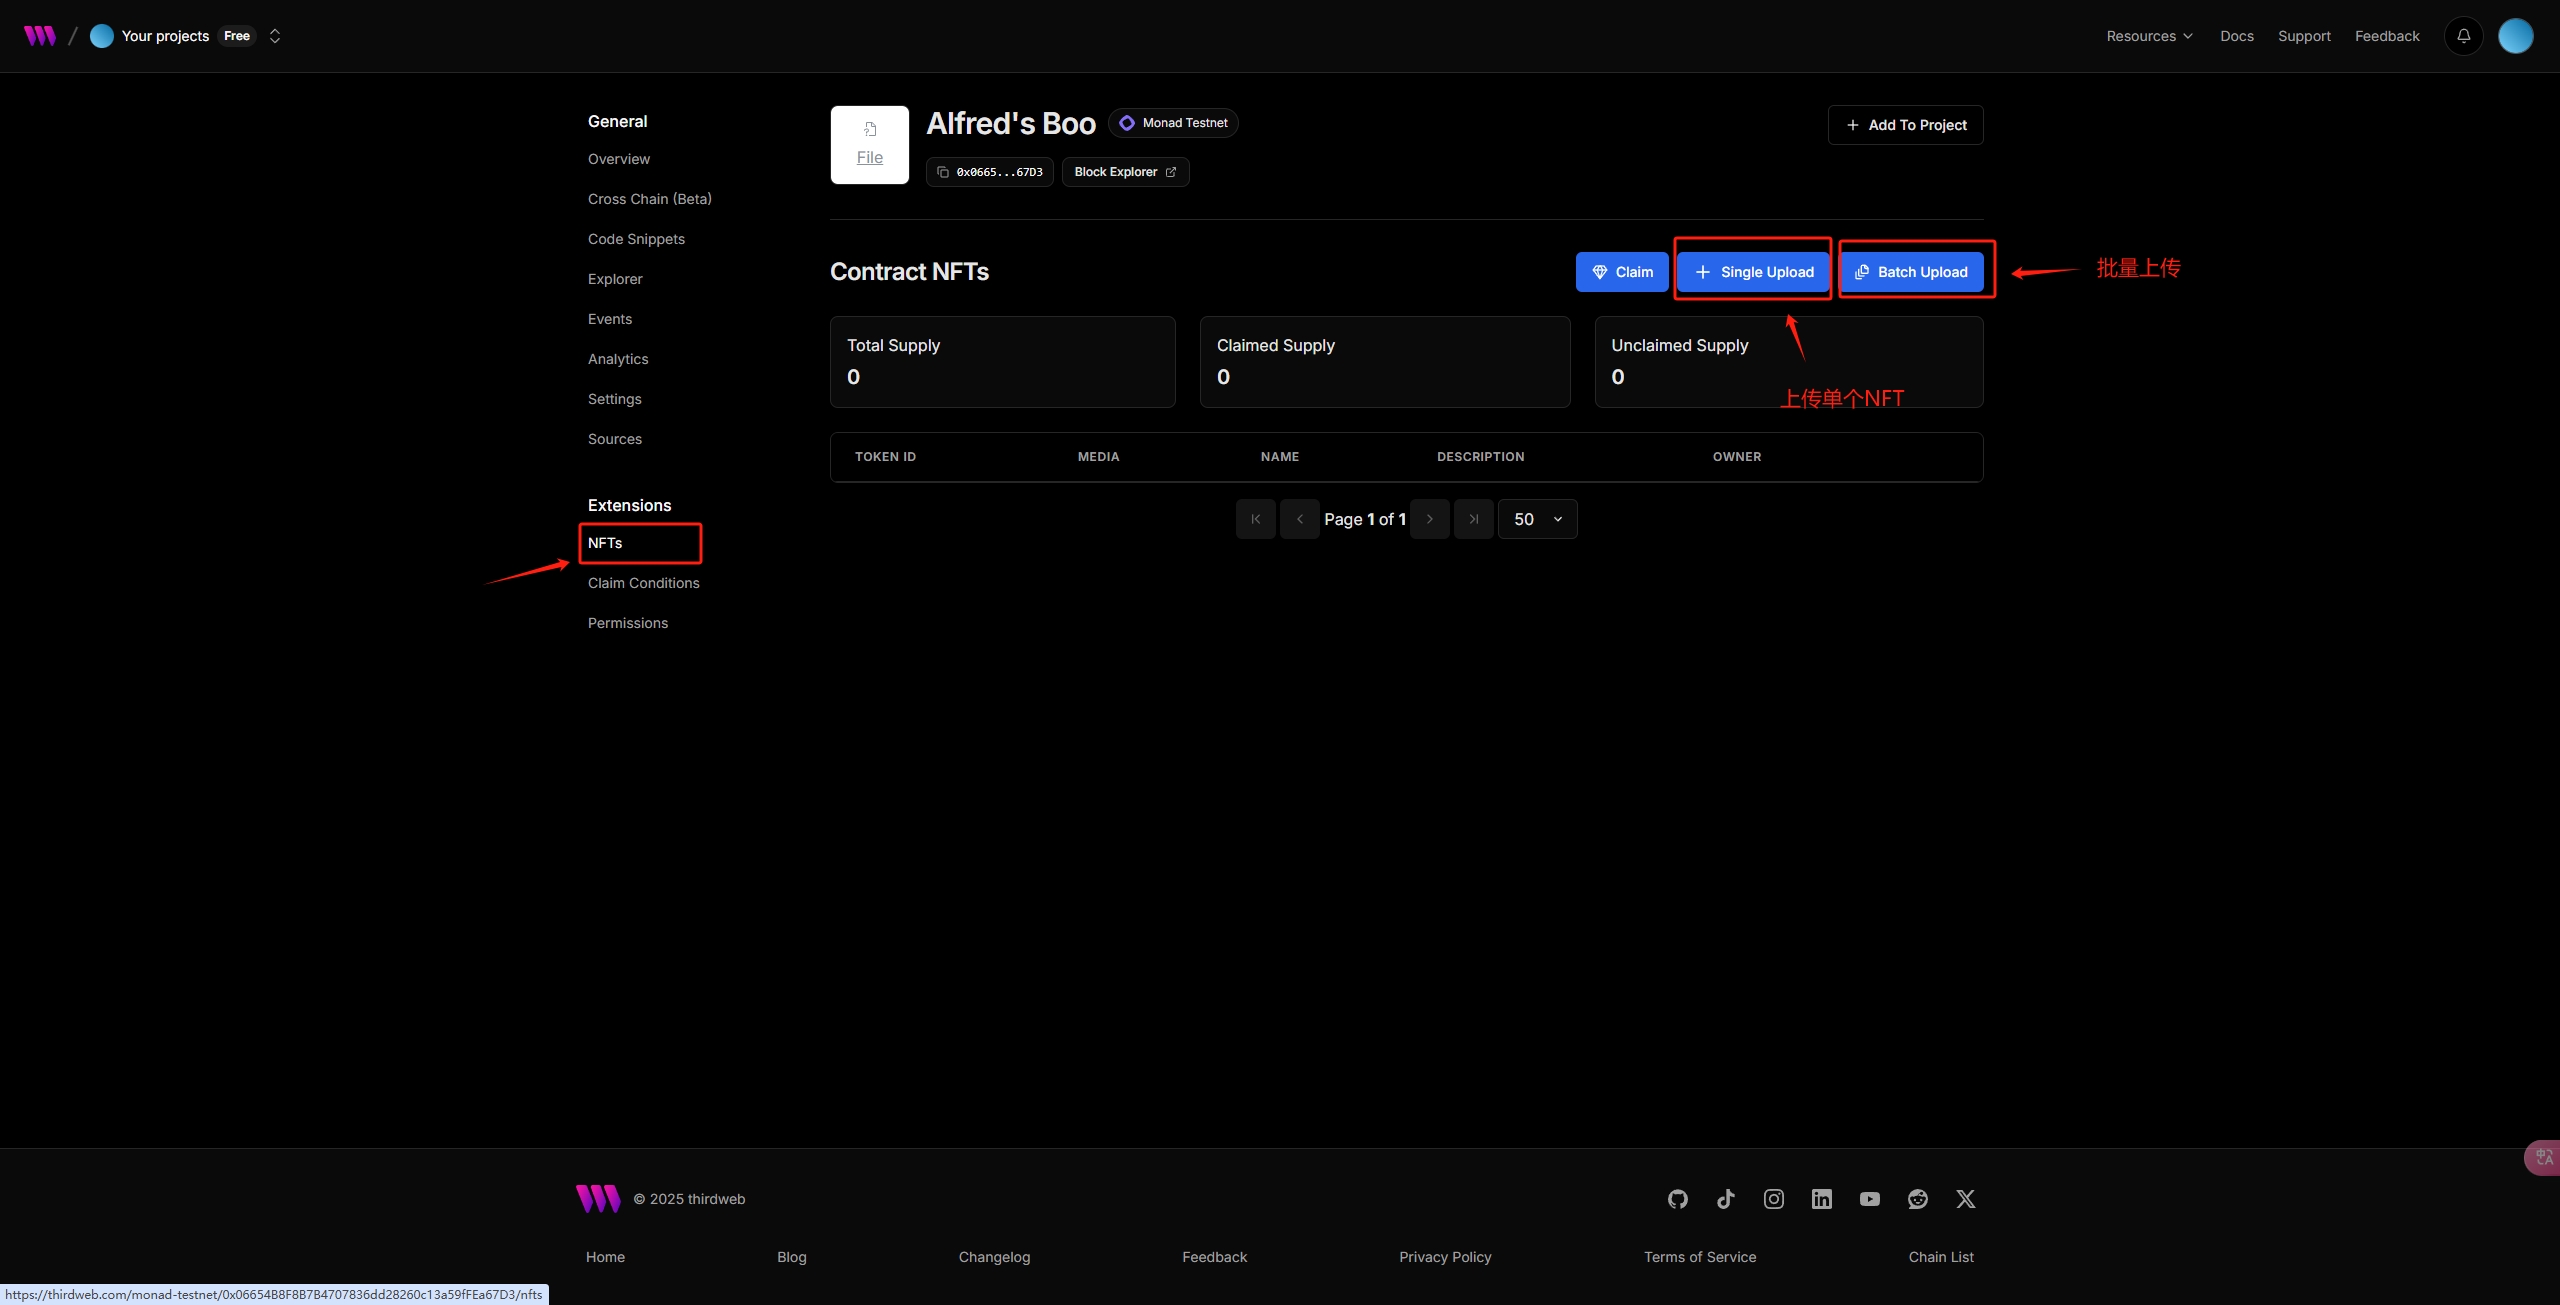 Your projects Free
Resources Docs Support Feedback
General
Overview
Cross Chain (Beta)
Code Snippets
Explorer
Events
Analytics
Settings
Sources
Extensions
NFTs
Claim Conditions
Permissions
File
Alfred's Boo Monad Testnet
0x0665...67D3 Block Explorer
Add To Project
Contract NFTs
Claim Single Upload Batch Upload
批量上传
Total Supply
0
Claimed Supply
0
Unclaimed Supply
0
上传单个NFT
TOKEN ID MEDIA NAME DESCRIPTION OWNER
Page 1 of 1 50
© 2025 thirdweb
Home Blog Changelog Feedback Privacy Policy Terms of Service Chain List
https://thirdweb.com/monad-testnet/0x06654B8F8B7B4707836dd28260c13a59fFEa67D3/nfts